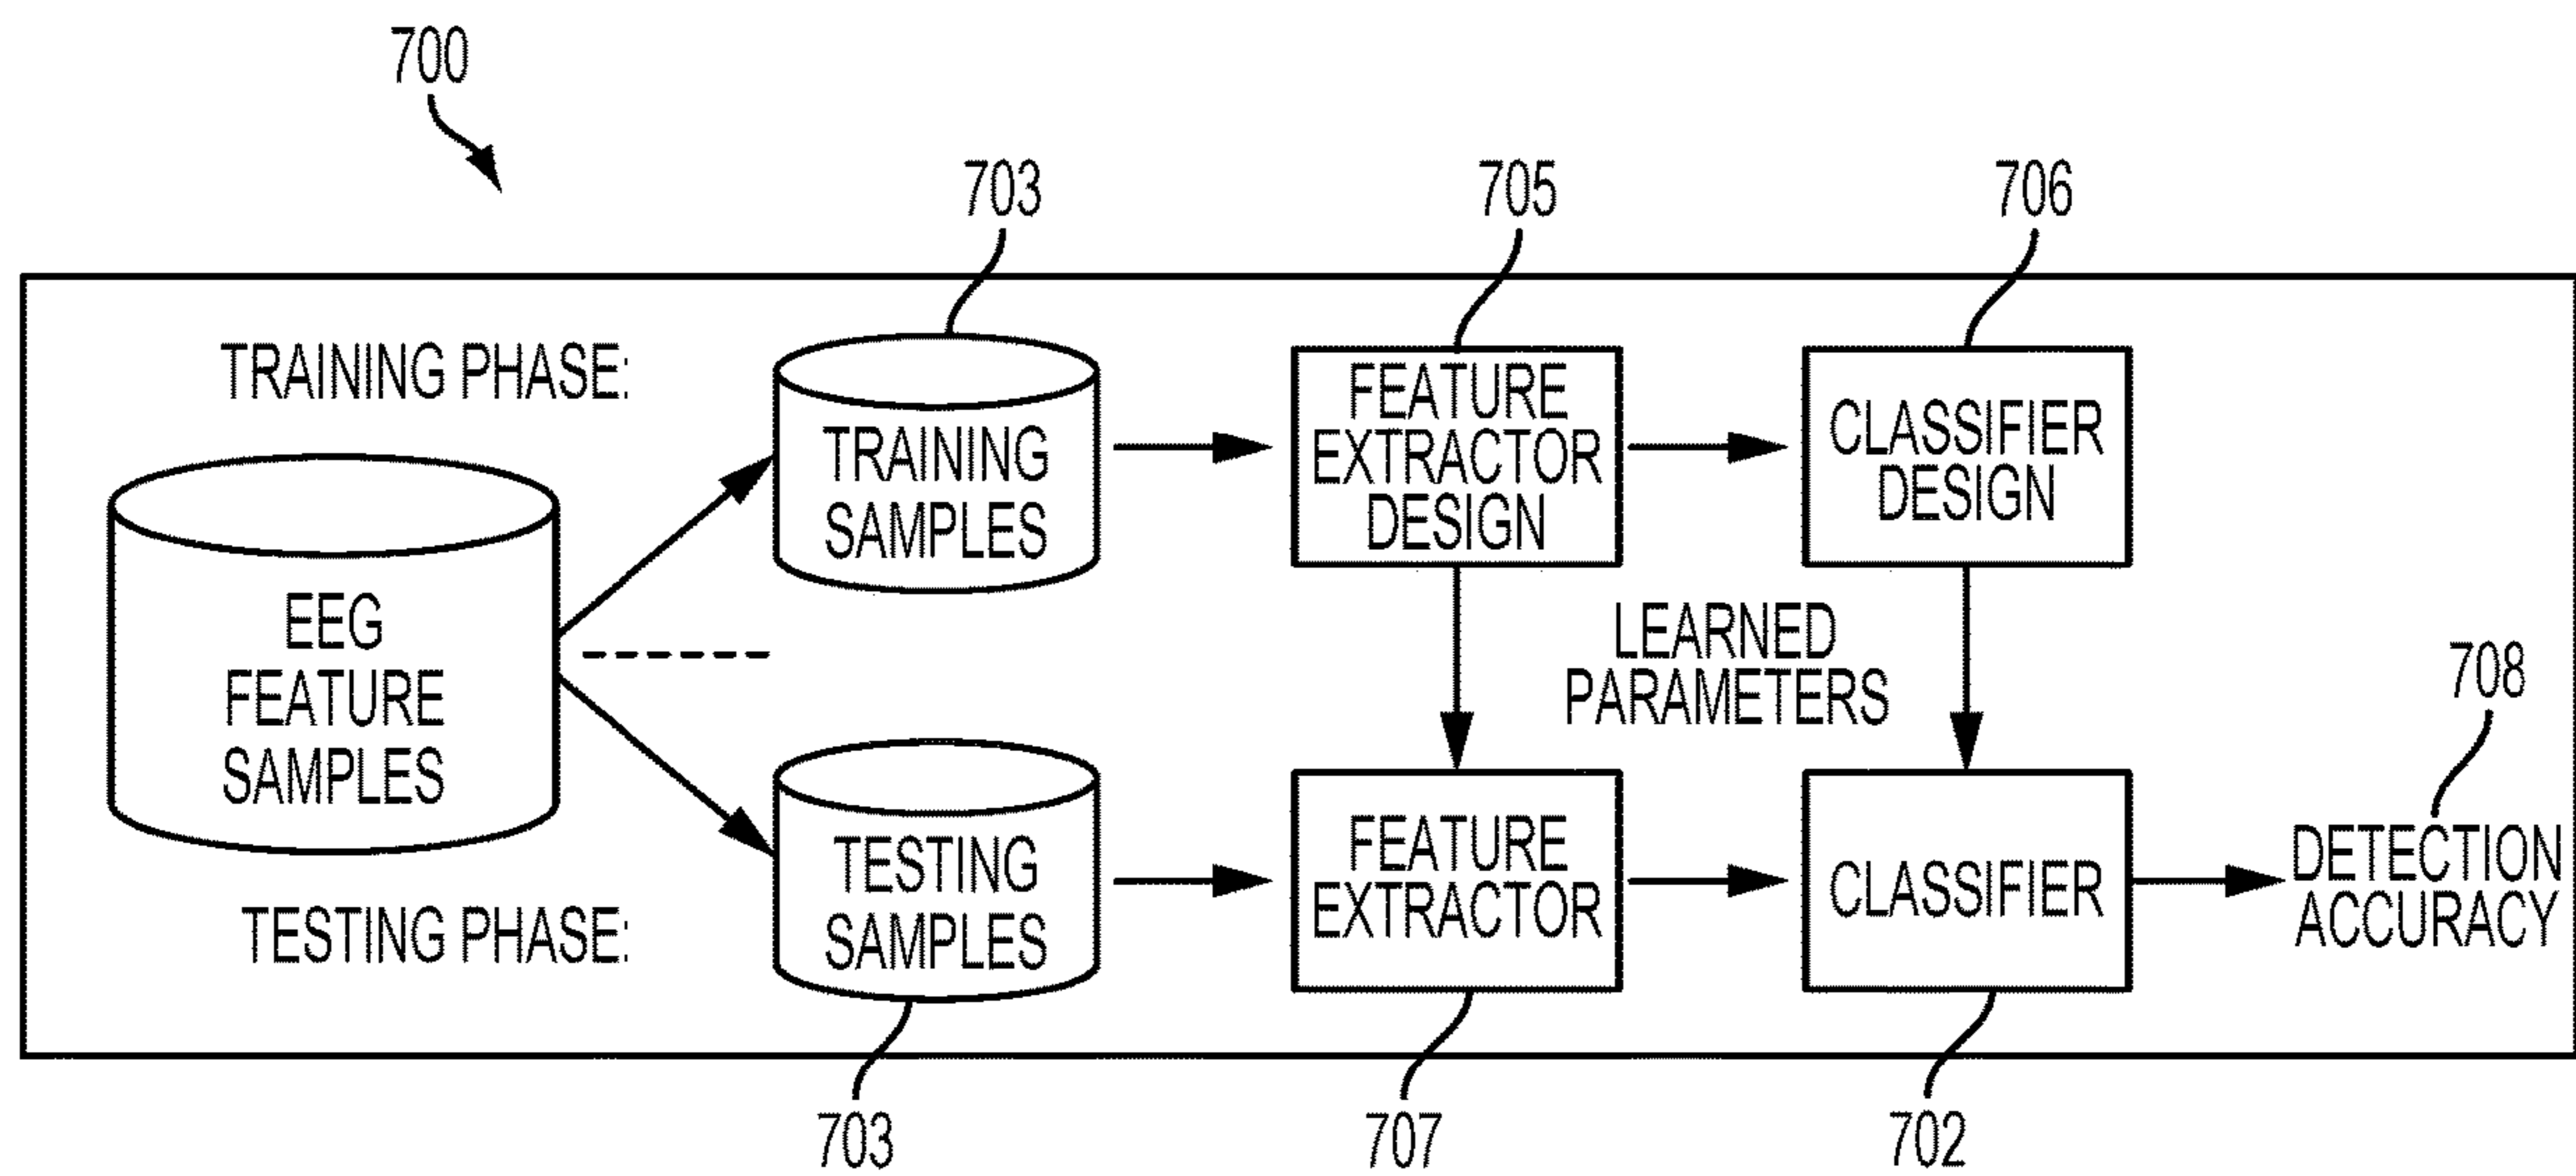 700
703
705
706
TRAINING PHASE:
TRAINING
SAMPLES
FEATURE
EXTRACTOR
DESIGN
CLASSIFIER
DESIGN
EEG
FEATURE
SAMPLES
LEARNED
PARAMETERS
708
TESTING PHASE:
TESTING
SAMPLES
FEATURE
EXTRACTOR
CLASSIFIER
DETECTION
ACCURACY
703
707
702